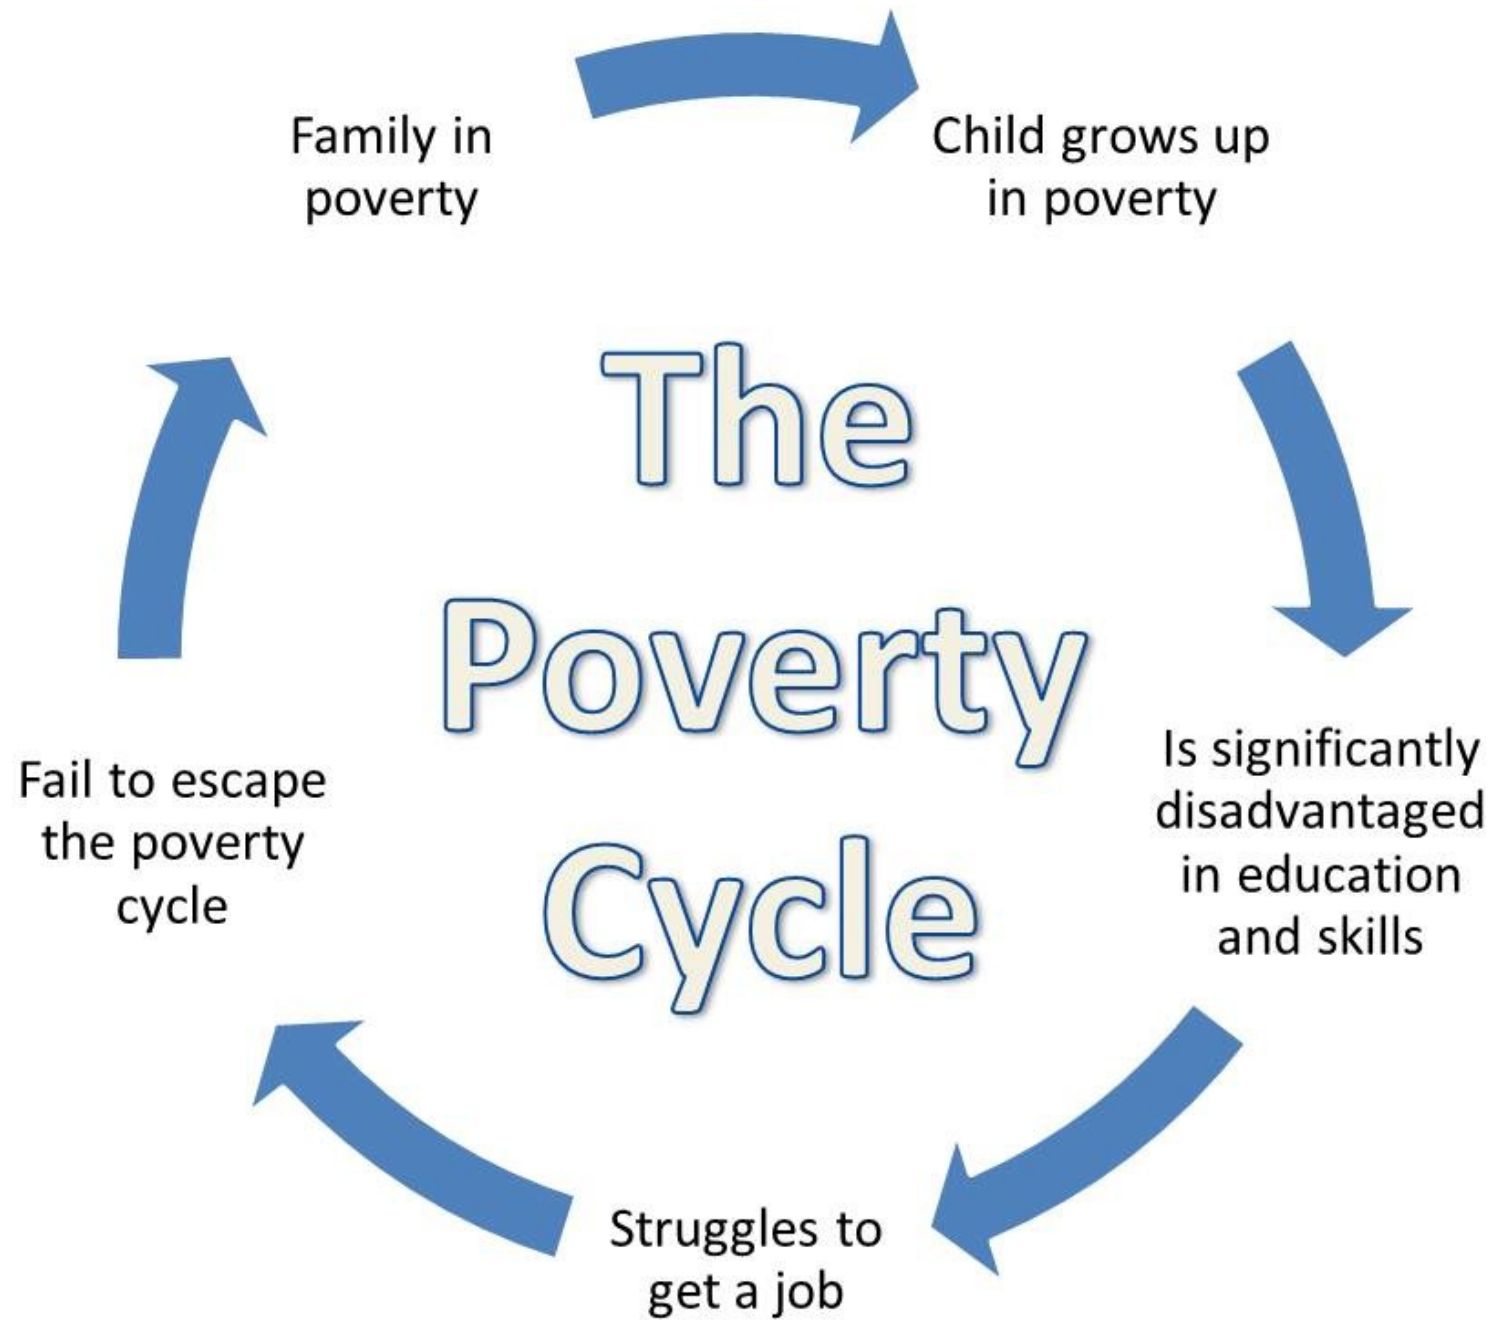 Family in
poverty
Child grows up
in poverty
The
Poverty
Cycle
Is significantly
disadvantaged
in education
and skills
Struggles to
get a job
Fail to escape
the poverty
cycle